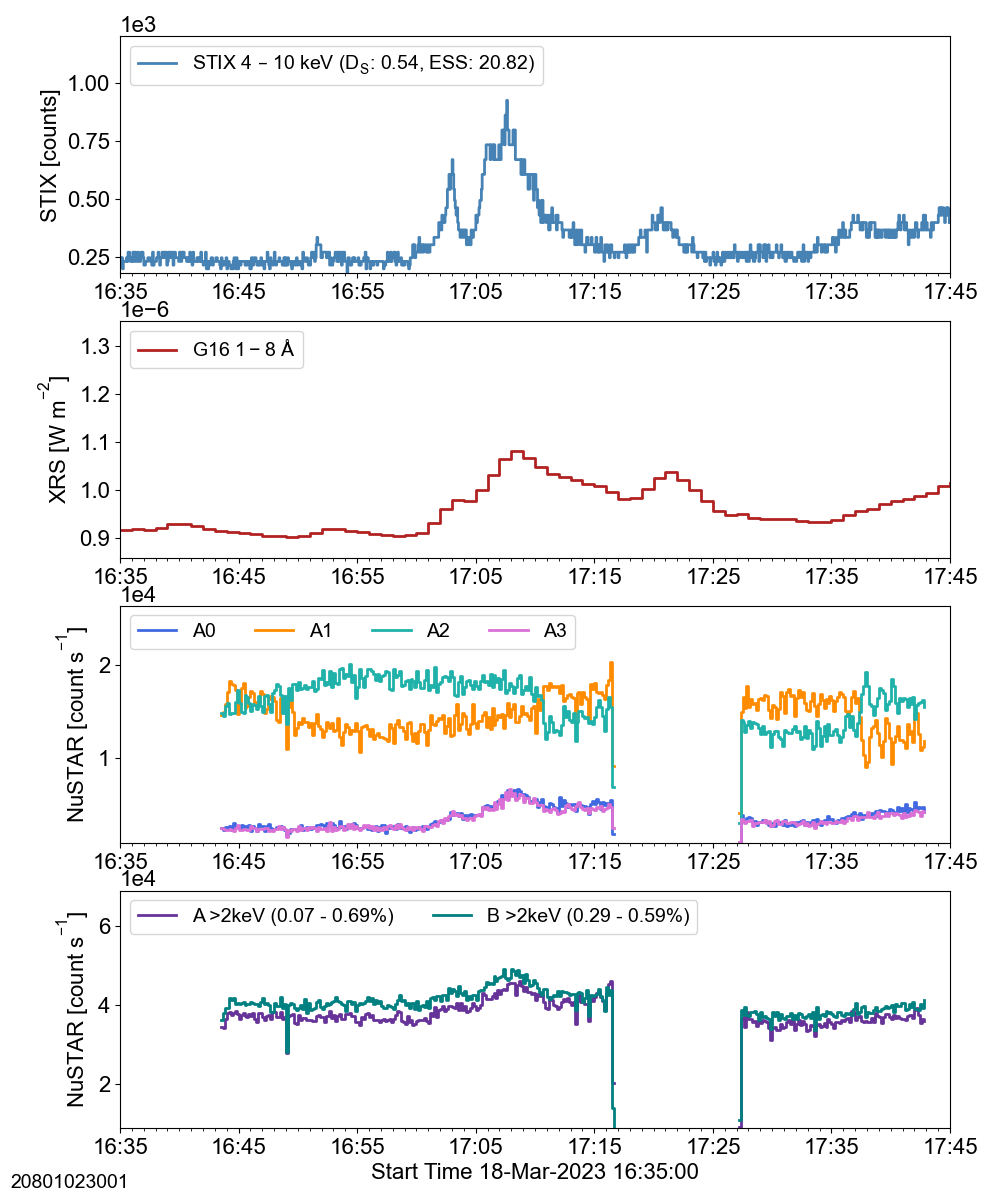 1e3
STIX 4 – 10 keV (D_S: 0.54, ESS: 20.82)
STIX [counts]
1.00
0.75
0.50
0.25
16:35 16:45 16:55 17:05 17:15 17:25 17:35 17:45
1e−6
G16 1 – 8 Å
XRS [W m⁻²]
1.3
1.2
1.1
1.0
0.9
16:35 16:45 16:55 17:05 17:15 17:25 17:35 17:45
1e4
A0 A1 A2 A3
NuSTAR [count s⁻¹]
2
1
16:35 16:45 16:55 17:05 17:15 17:25 17:35 17:45
1e4
A >2keV (0.07 - 0.69%) B >2keV (0.29 - 0.59%)
NuSTAR [count s⁻¹]
6
4
2
16:35 16:45 16:55 17:05 17:15 17:25 17:35 17:45
Start Time 18-Mar-2023 16:35:00
20801023001